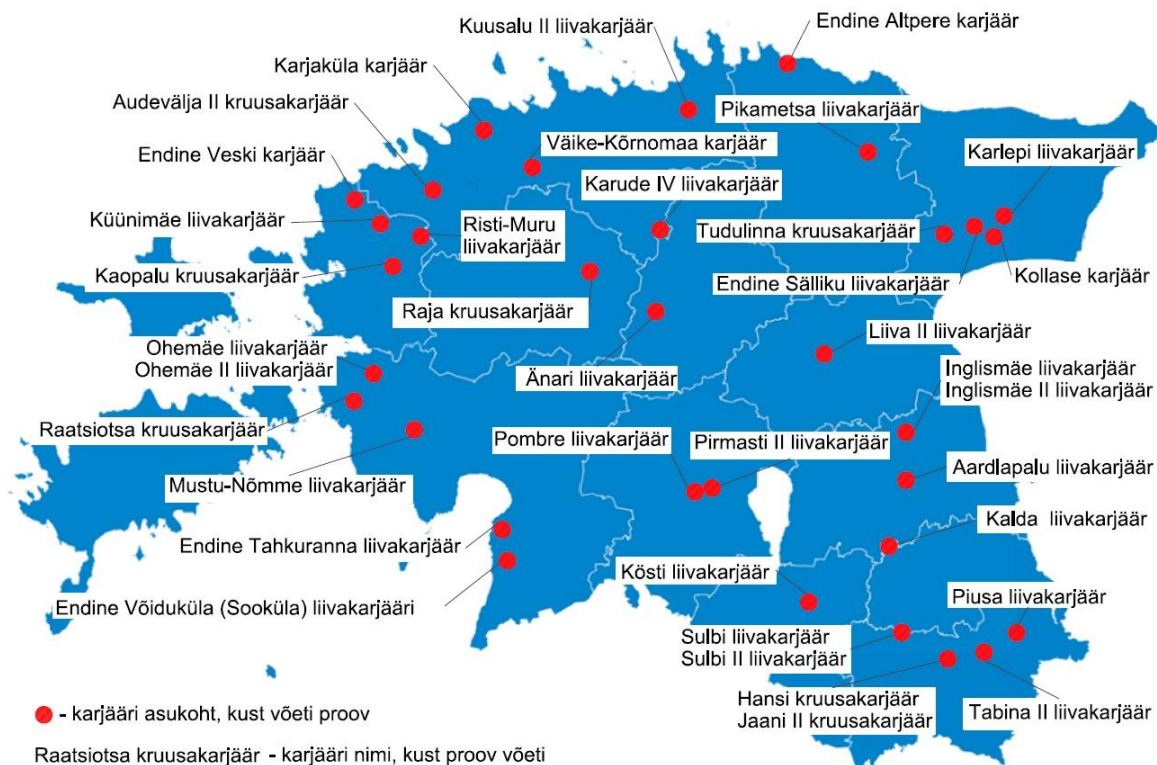 Endine Altpere karjäär
Kuusalu II liivakarjäär
Karjaküla karjäär
Audevälja II kruusakarjäär
Pikametsa liivakarjäär
Endine Veski karjäär
Väike-Kõrnomaa karjäär
Karlepi liivakarjäär
Karude IV liivakarjäär
Küünimäe liivakarjäär
Risti-Muru
liivakarjäär
Tudulinna kruusakarjäär
Kaopalu kruusakarjäär
Endine Sälliku liivakarjäär
Kollase karjäär
Raja kruusakarjäär
Liiva II liivakarjäär
Ohemäe liivakarjäär
Ohemäe II liivakarjäär
Änari liivakarjäär
Inglismäe liivakarjäär
Inglismäe II liivakarjäär
Raatsiotsa kruusakarjäär
Pombre liivakarjäär
Pirmasti II liivakarjäär
Aardlapalu liivakarjäär
Mustu-Nõmme liivakarjäär
Kalda liivakarjäär
Endine Tahkuranna liivakarjäär
Kösti liivakarjäär
Piusa liivakarjäär
Endine Võiduküla (Sooküla) liivakarjääri
Sulbi liivakarjäär
Sulbi II liivakarjäär
Hansi kruusakarjäär
Jaani II kruusakarjäär
Tabina II liivakarjäär
- karjääri asukoht, kust võeti proov
Raatsiotsa kruusakarjäär - karjääri nimi, kust proov võeti